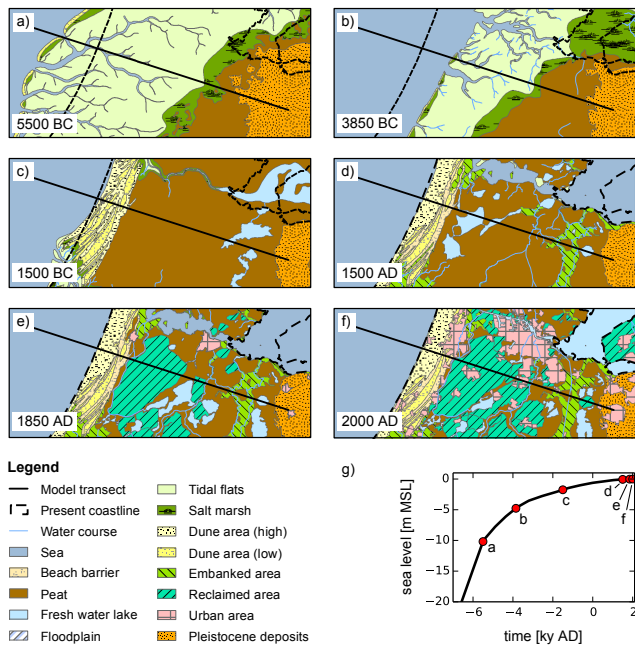 a)
5500 BC
b)
3850 BC
c)
1500 BC
d)
1500 AD
e)
1850 AD
f)
2000 AD
Legend
Model transect
Present coastline
Water course
Sea
Beach barrier
Peat
Fresh water lake
Floodplain
Tidal flats
Salt marsh
Dune area (high)
Dune area (low)
Embanked area
Reclaimed area
Urban area
Pleistocene deposits
g)
sea level [m MSL]
0
−5
−10
−15
−20
a
b
c
d
e
f
−6
−4
−2
0
2
time [ky AD]